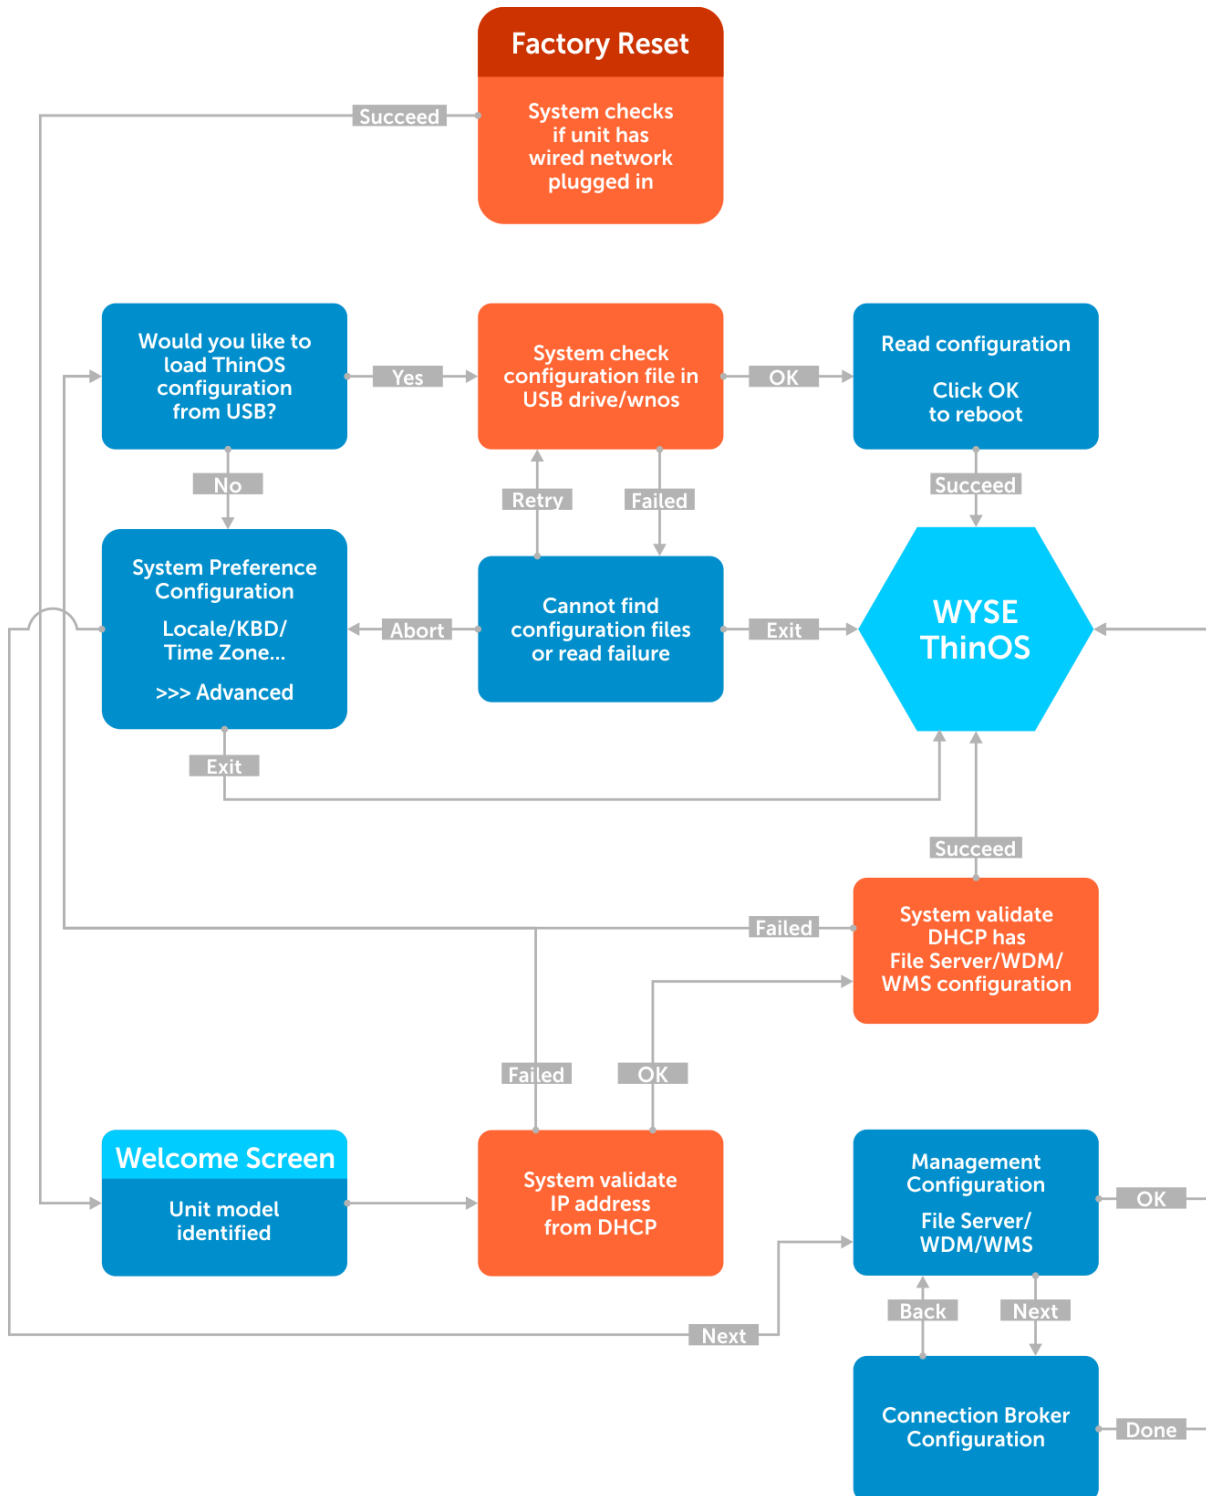 Factory Reset
System checks
if unit has
wired network
plugged in
Succeed
Would you like to
load ThinOS
configuration
from USB?
Yes
System check
configuration file in
USB drive/wnos
OK
Read configuration
Click OK
to reboot
No
Retry
Failed
Succeed
System Preference
Configuration
Locale/KBD/
Time Zone...
>>> Advanced
Abort
Cannot find
configuration files
or read failure
Exit
WYSE
ThinOS
Exit
Succeed
Failed
System validate
DHCP has
File Server/WDM/
WMS configuration
Failed
OK
Welcome Screen
Unit model
identified
System validate
IP address
from DHCP
Management
Configuration
File Server/
WDM/WMS
OK
Next
Back
Next
Connection Broker
Configuration
Done